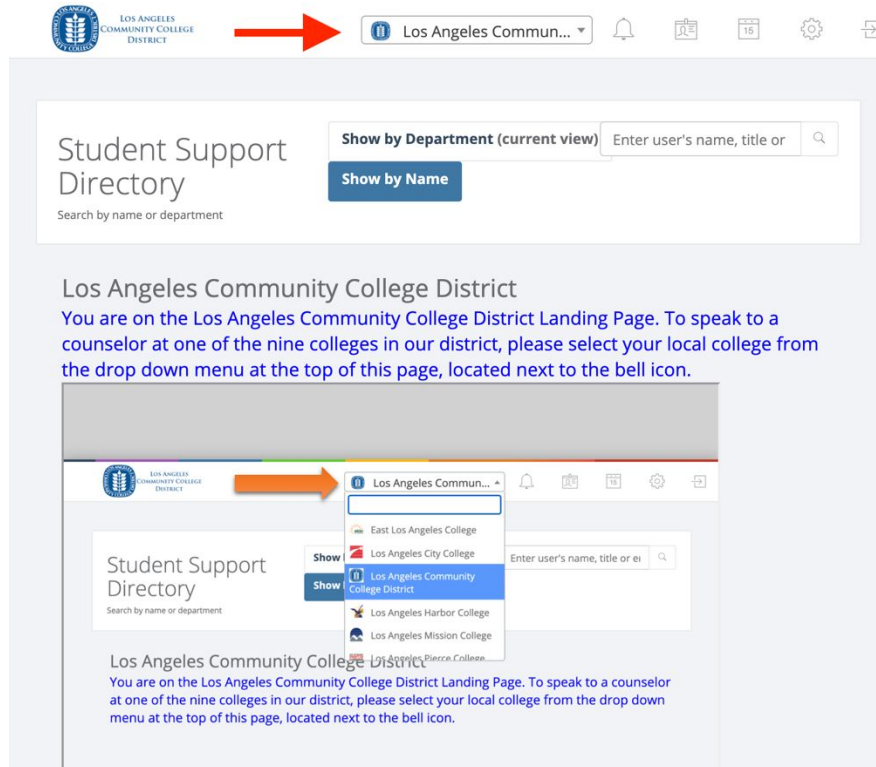 LOS ANGELES
COMMUNITY COLLEGE
DISTRICT
Los Angeles Commun...
15
Student Support
Directory
Search by name or department
Show by Department (current view)
Enter user's name, title or
Show by Name
Los Angeles Community College District
You are on the Los Angeles Community College District Landing Page. To speak to a
counselor at one of the nine colleges in our district, please select your local college from
the drop down menu at the top of this page, located next to the bell icon.
LOS ANGELES
COMMUNITY COLLEGE
DISTRICT
Los Angeles Commun...
15
East Los Angeles College
Los Angeles City College
Los Angeles Community
College District
Los Angeles Harbor College
Los Angeles Mission College
Los Angeles Pierce College
Student Support
Directory
Search by name or department
Show
Enter user's name, title or
Show
Los Angeles Community College District
You are on the Los Angeles Community College District Landing Page. To speak to a counselor
at one of the nine colleges in our district, please select your local college from the drop down
menu at the top of this page, located next to the bell icon.